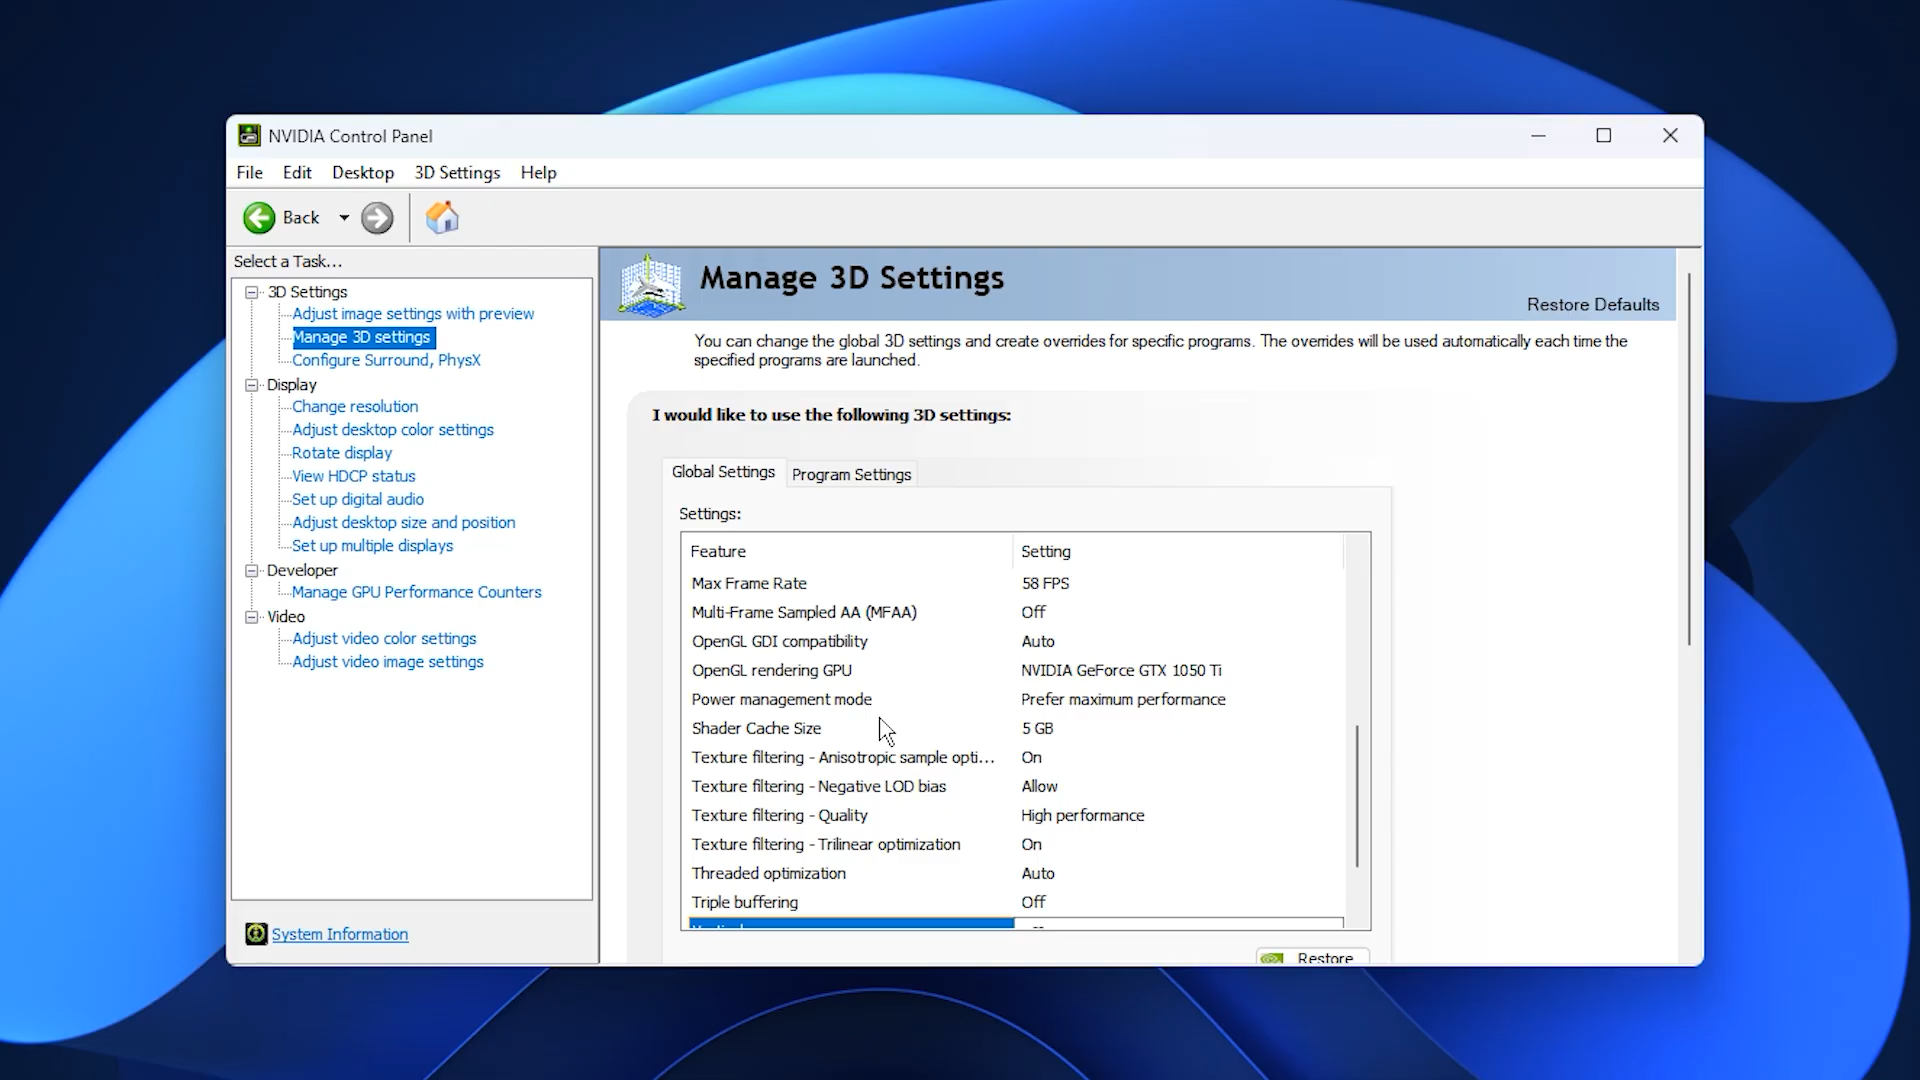 NVIDIA Control Panel
File Edit Desktop 3D Settings Help
Back
Select a Task...
3D Settings
Adjust image settings with preview
Manage 3D settings
Configure Surround, PhysX
Display
Change resolution
Adjust desktop color settings
Rotate display
View HDCP status
Set up digital audio
Adjust desktop size and position
Set up multiple displays
Developer
Manage GPU Performance Counters
Video
Adjust video color settings
Adjust video image settings
System Information
Manage 3D Settings
Restore Defaults
You can change the global 3D settings and create overrides for specific programs. The overrides will be used automatically each time the
specified programs are launched.
I would like to use the following 3D settings:
Global Settings Program Settings
Settings:
Feature Setting
Max Frame Rate 58 FPS
Multi-Frame Sampled AA (MFAA) Off
OpenGL GDI compatibility Auto
OpenGL rendering GPU NVIDIA GeForce GTX 1050 Ti
Power management mode Prefer maximum performance
Shader Cache Size 5 GB
Texture filtering - Anisotropic sample opti... On
Texture filtering - Negative LOD bias Allow
Texture filtering - Quality High performance
Texture filtering - Trilinear optimization On
Threaded optimization Auto
Triple buffering Off
Restore